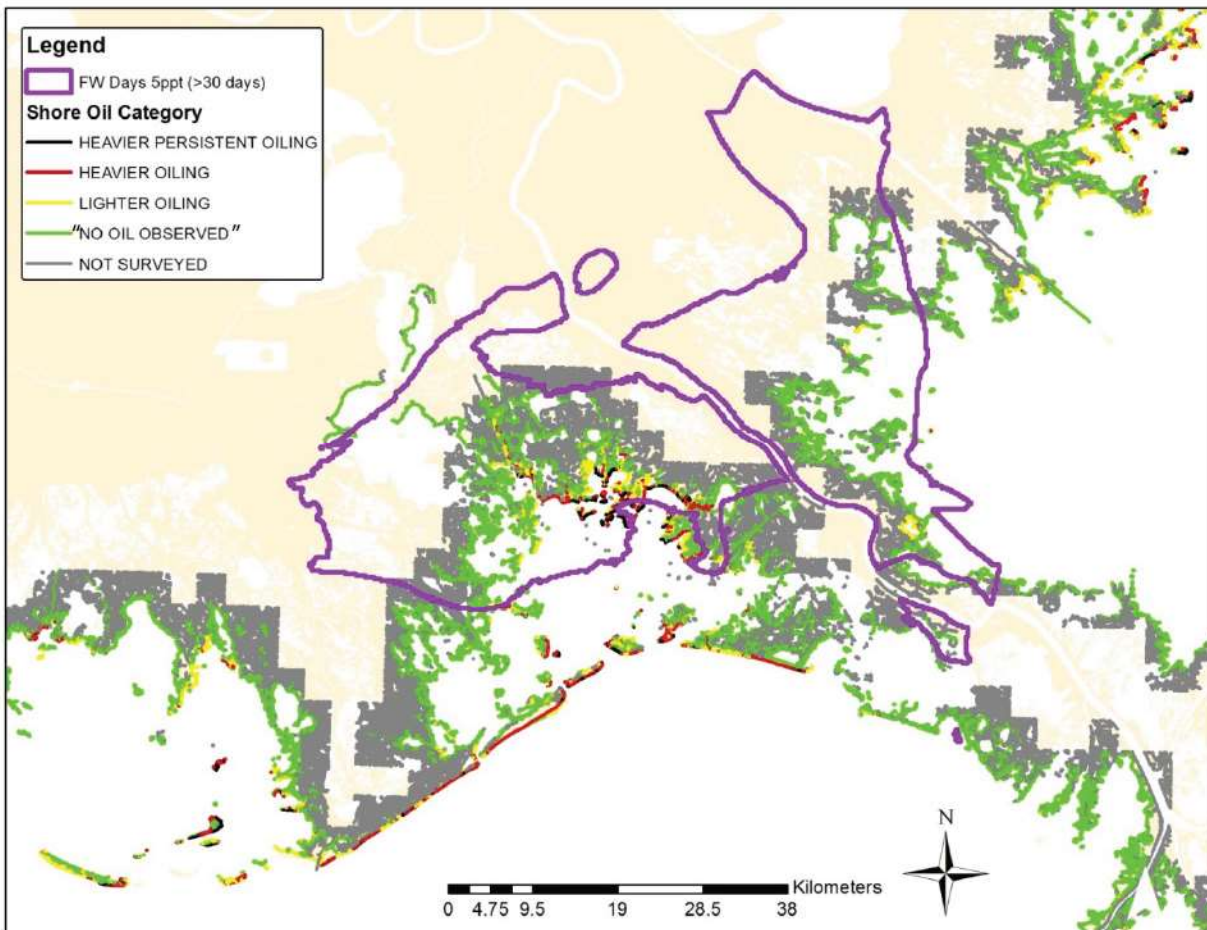 Legend
FW Days 5ppt (>30 days)
Shore Oil Category
HEAVIER PERSISTENT OILING
HEAVIER OILING
LIGHTER OILING
"NO OIL OBSERVED"
NOT SURVEYED
N
Kilometers
0 4.75 9.5 19 28.5 38